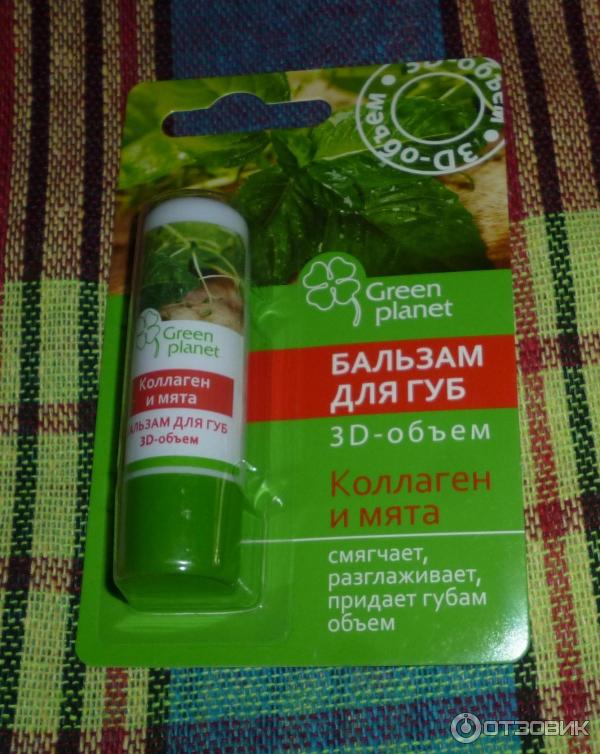 3D-объем
3D-объем
Green
planet
БАЛЬЗАМ
ДЛЯ ГУБ
3D-объем
Коллаген
и мята
смягчает,
разглаживает,
придает губам
объем
Green
planet
Коллаген
и мята
БАЛЬЗАМ ДЛЯ ГУБ
3D-объем
ОТЗОВИК